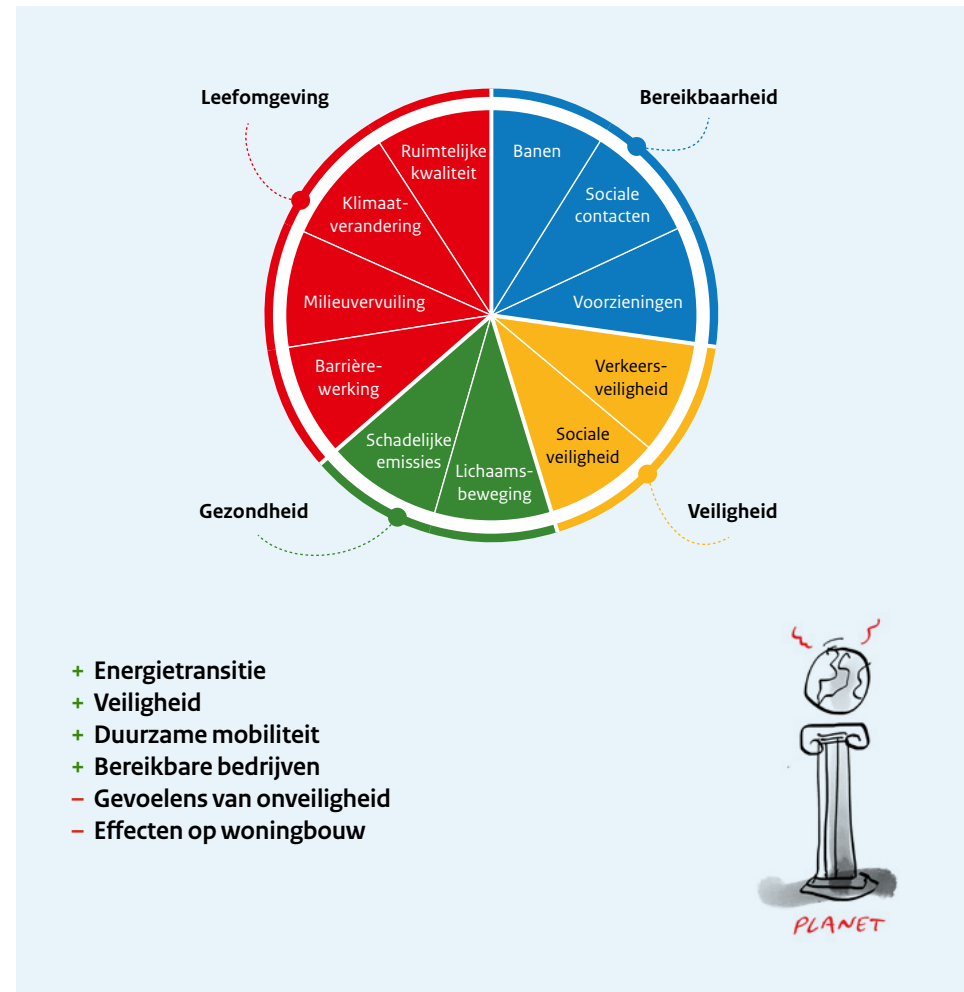 Leefomgeving
Bereikbaarheid
Ruimtelijke
kwaliteit
Banen
Klimaat-
verandering
Sociale
contacten
Milieuvervuiling
Voorzieningen
Barrière-
werking
Verkeers-
veiligheid
Schadelijke
emissies
Lichaams-
beweging
Sociale
veiligheid
Gezondheid
Veiligheid
+ Energietransitie
+ Veiligheid
+ Duurzame mobiliteit
+ Bereikbare bedrijven
– Gevoelens van onveiligheid
– Effecten op woningbouw
PLANET